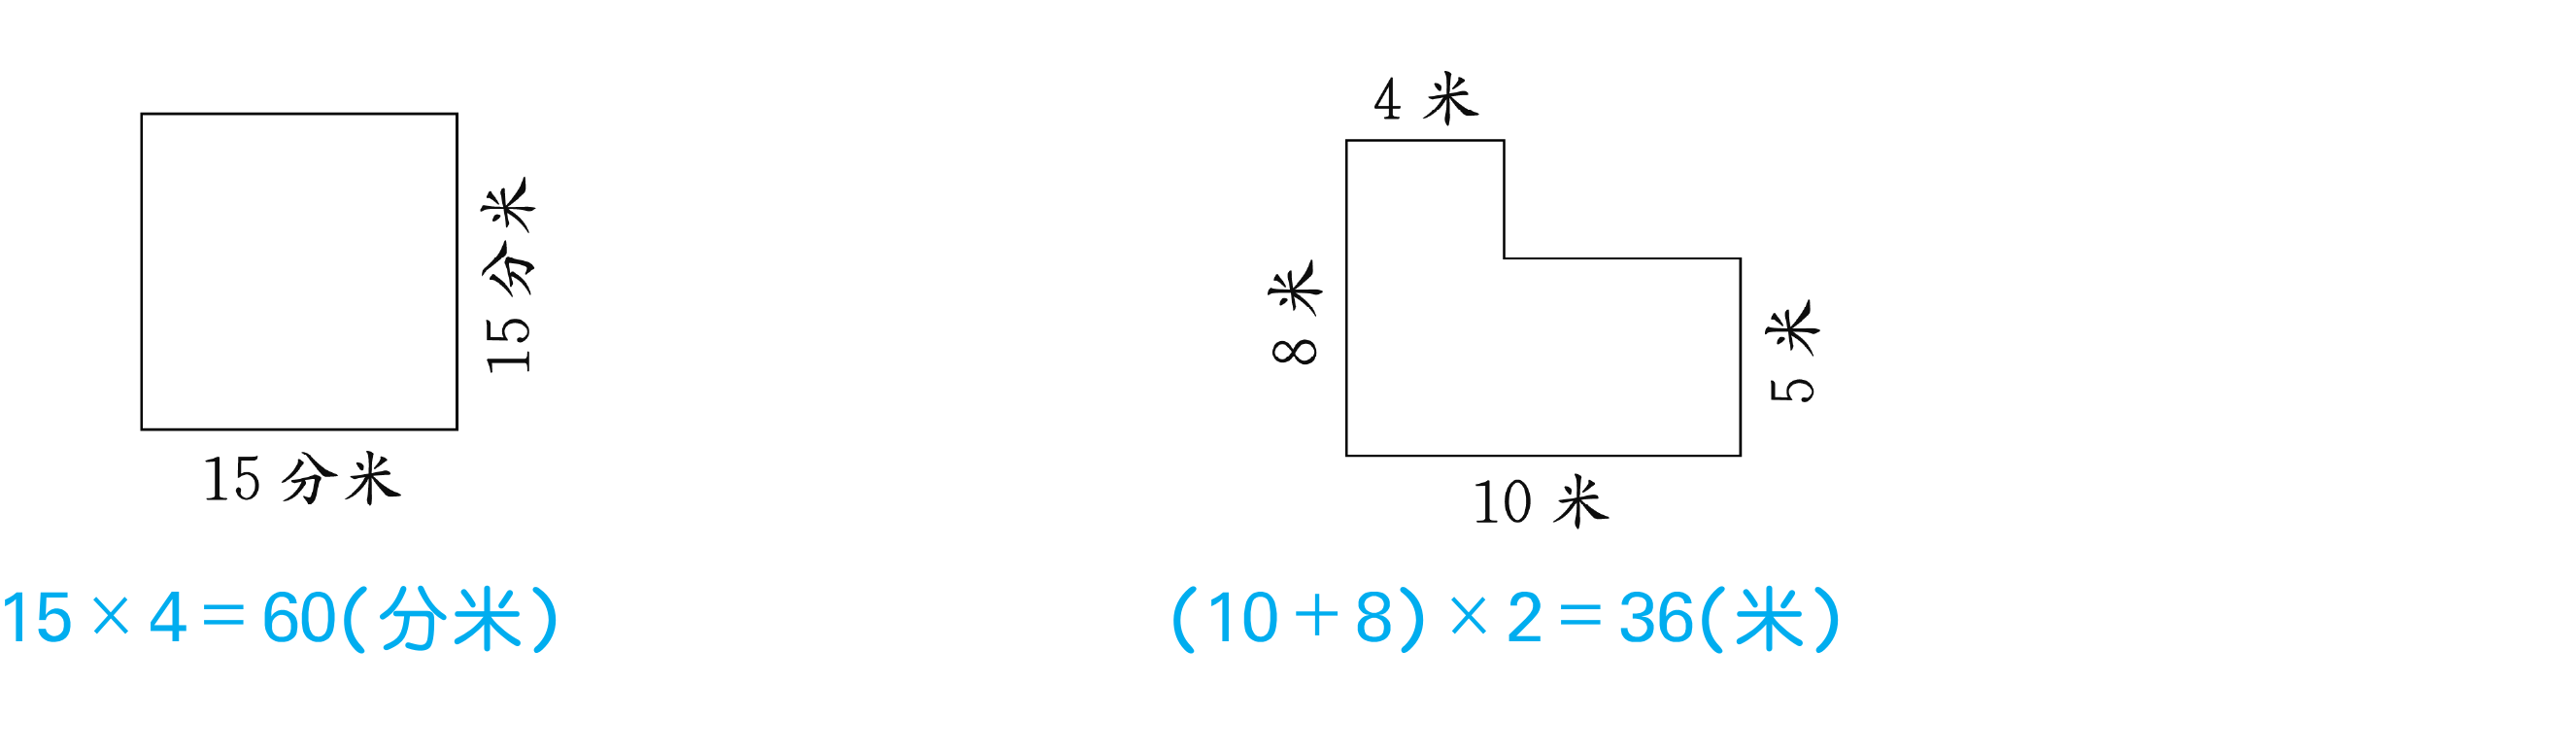 4 米
15 分米
8 米
5 米
15 分米
10 米
15 × 4 = 60(分米)
(10 + 8) × 2 = 36(米)